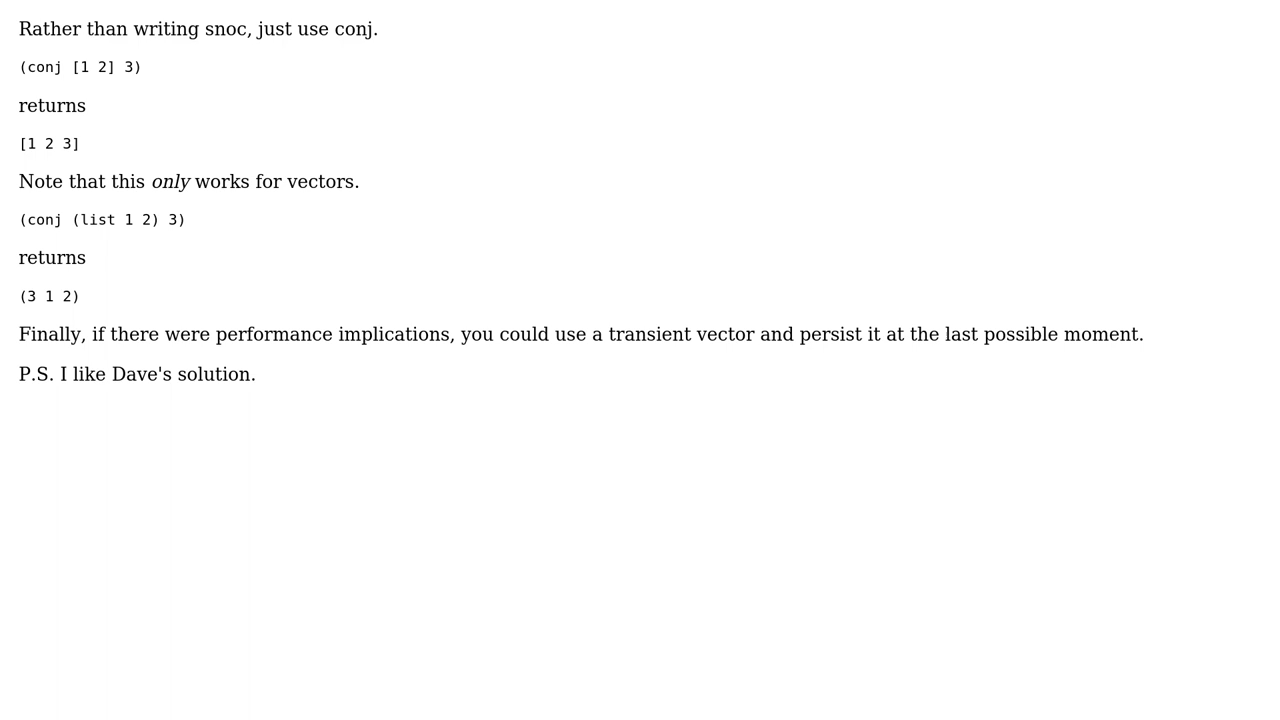 Rather than writing snoc, just use conj.
(conj [1 2] 3)
returns
[1 2 3]
Note that this only works for vectors.
(conj (list 1 2) 3)
returns
(3 1 2)
Finally, if there were performance implications, you could use a transient vector and persist it at the last possible moment.
P.S. I like Dave's solution.